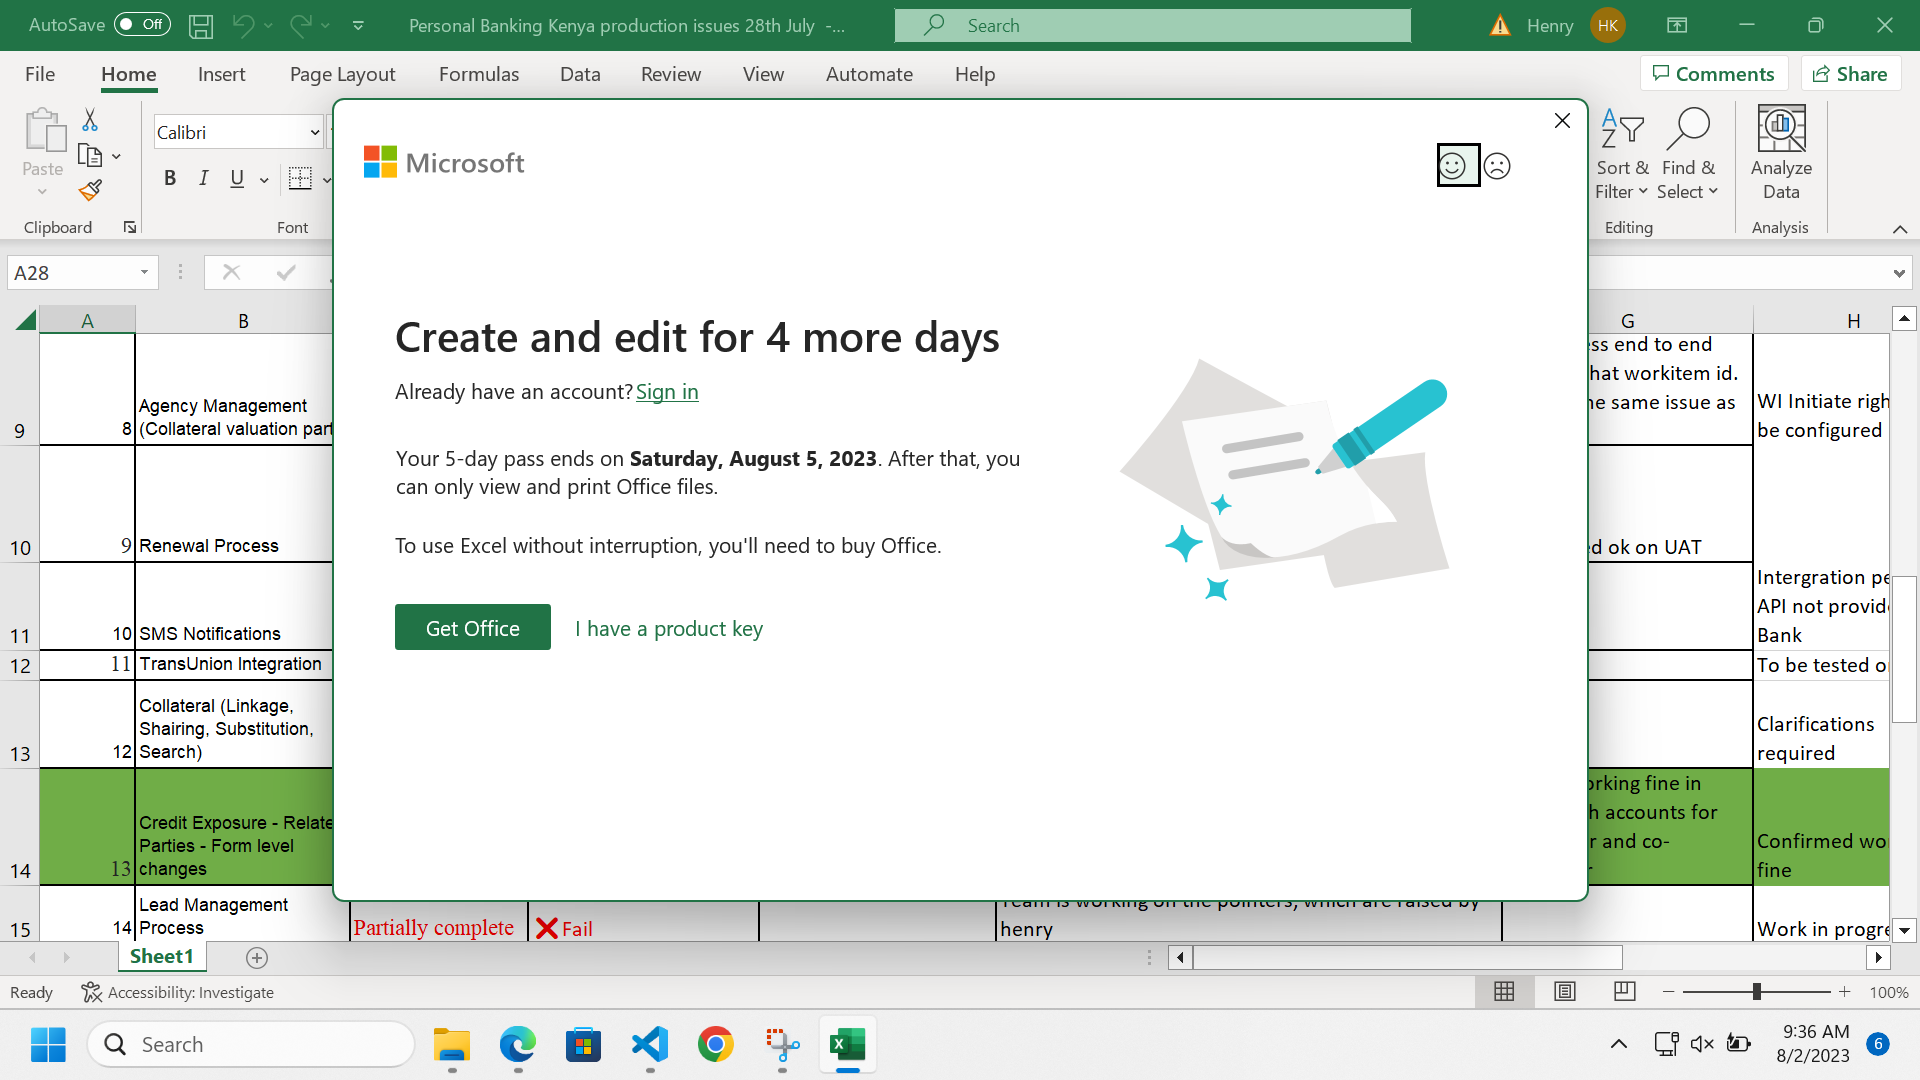 AutoSave Off Personal Banking Kenya production issues 28th July -... Search Henry HK
File Home Insert Page Layout Formulas Data Review View Automate Help Comments Share
Calibri
Paste
B I U
Clipboard Font
A Z
Sort & Filter
Find & Select
Analyze Data
Editing Analysis
A28
Microsoft
Create and edit for 4 more days
Already have an account? Sign in
Your 5-day pass ends on Saturday, August 5, 2023. After that, you
can only view and print Office files.
To use Excel without interruption, you'll need to buy Office.
Get Office I have a product key
A B G H
9 8 Agency Management
(Collateral valuation part
ss end to end
hat workitem id.
ne same issue as
WI Initiate righ
be configured
10 9 Renewal Process
d ok on UAT
11 10 SMS Notifications
Intergration pe
API not provid
Bank
12 11 TransUnion Integration
To be tested o
13 12 Collateral (Linkage,
Shairing, Substitution,
Search)
Clarifications
required
14 13 Credit Exposure - Relate
Parties - Form level
changes
orking fine in
h accounts for
r and co-
Confirmed wo
fine
15 14 Lead Management
Process
Partially complete ❌ Fail
Team is working on the pointers, which are raised by
henry
Work in progre
Sheet1
Ready Accessibility: Investigate 100%
Search
9:36 AM
8/2/2023
6